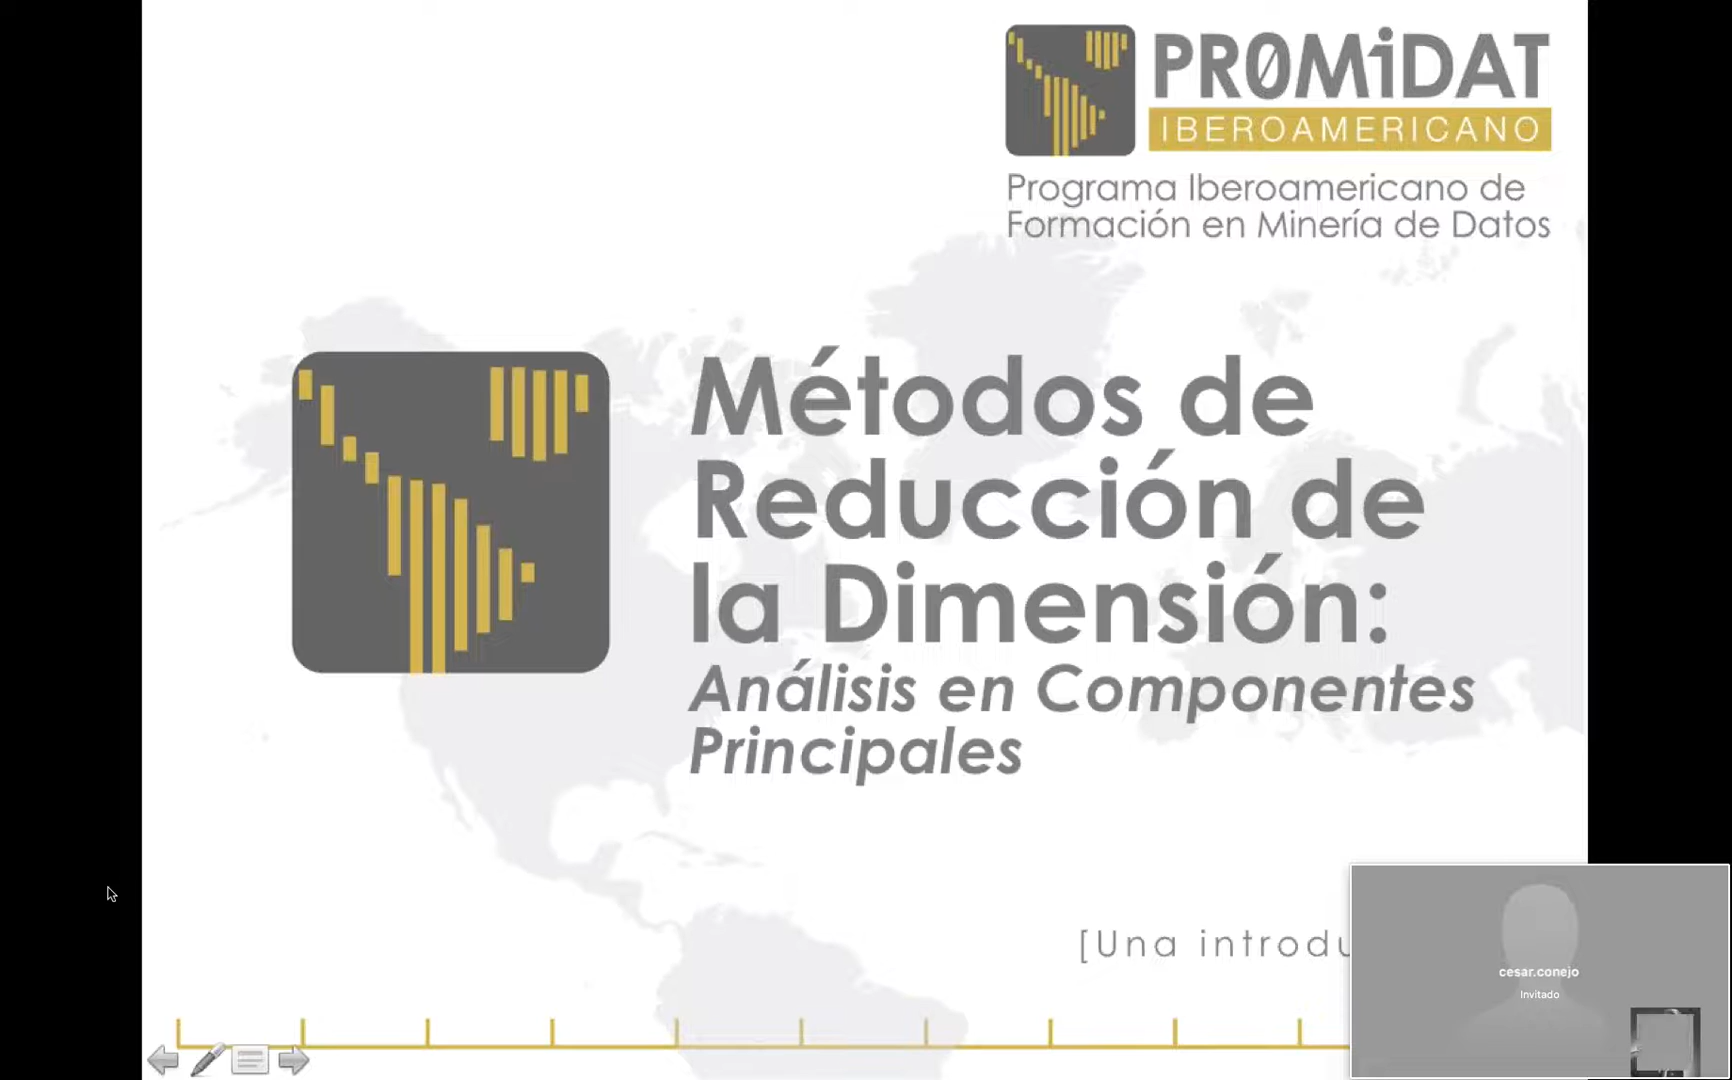 PR0MiDAT
IBEROAMERICANO
Programa Iberoamericano de
Formación en Minería de Datos
Métodos de
Reducción de
la Dimensión:
Análisis en Componentes
Principales
[Una introdu
cesar.conejo
Invitado